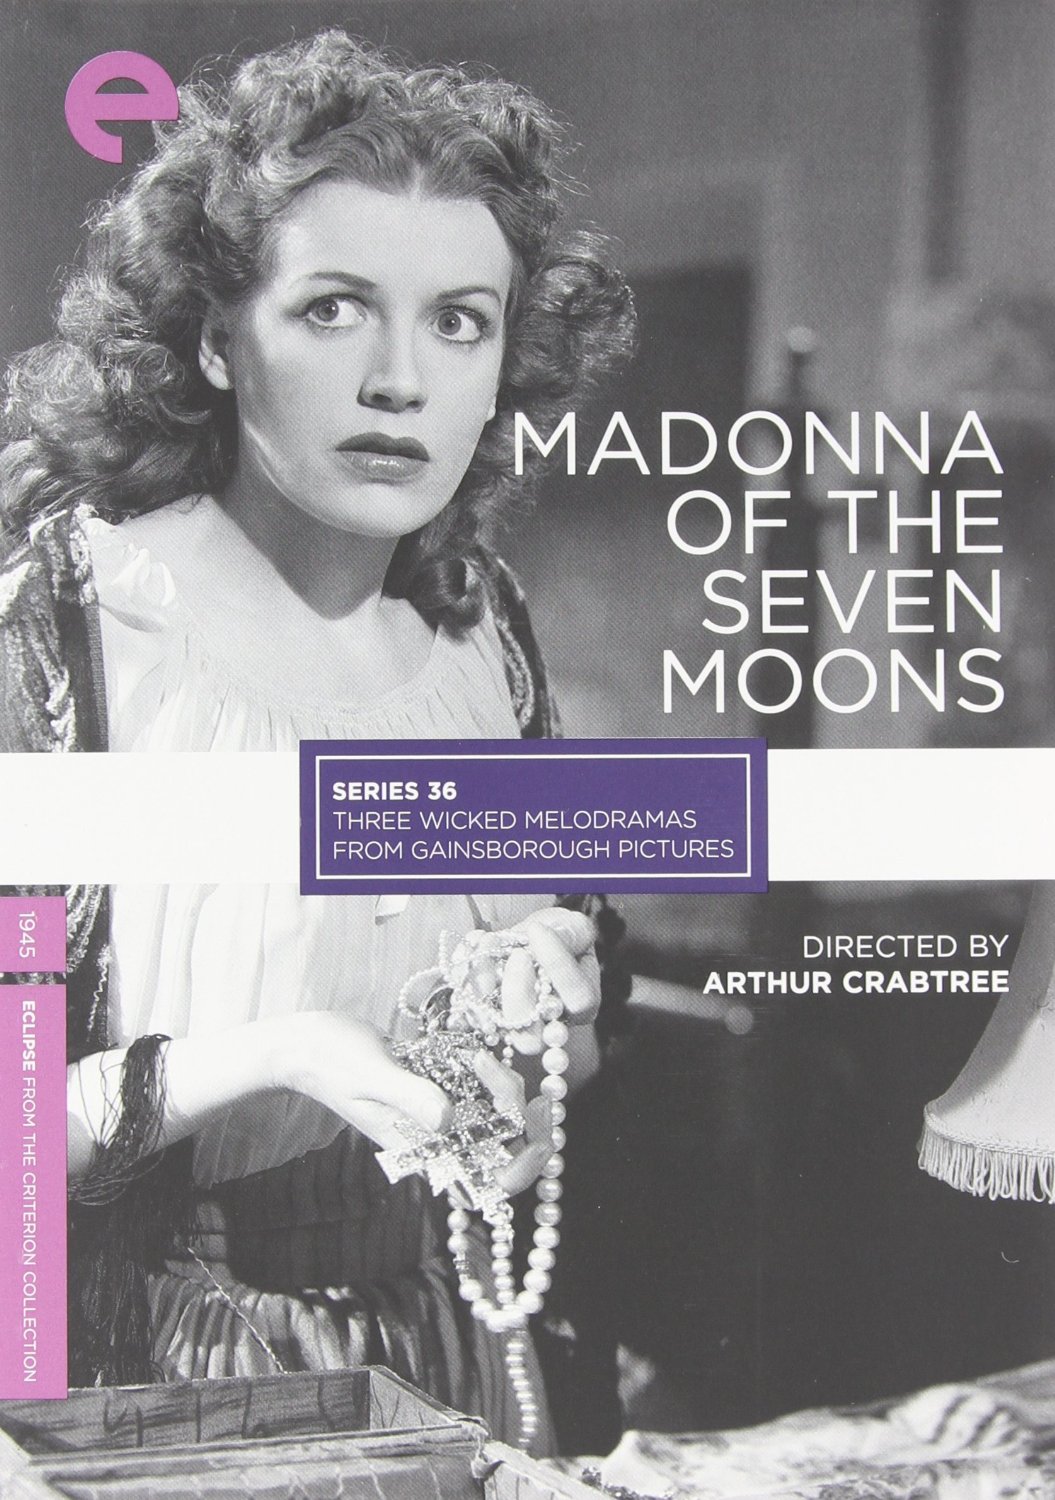 e
MADONNA
OF THE
SEVEN
MOONS
SERIES 36
THREE WICKED MELODRAMAS
FROM GAINSBOROUGH PICTURES
DIRECTED BY
ARTHUR CRABTREE
1945
ECLIPSE FROM THE CRITERION COLLECTION